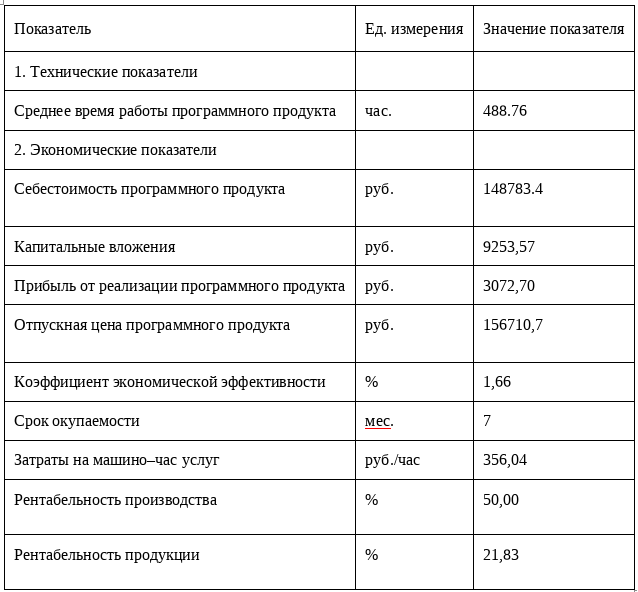 Показатель Ед. измерения Значение показателя
1. Технические показатели
Среднее время работы программного продукта час. 488.76
2. Экономические показатели
Себестоимость программного продукта руб. 148783.4
Капитальные вложения руб. 9253,57
Прибыль от реализации программного продукта руб. 3072,70
Отпускная цена программного продукта руб. 156710,7
Коэффициент экономической эффективности % 1,66
Срок окупаемости мес. 7
Затраты на машино–час услуг руб./час 356,04
Рентабельность производства % 50,00
Рентабельность продукции % 21,83